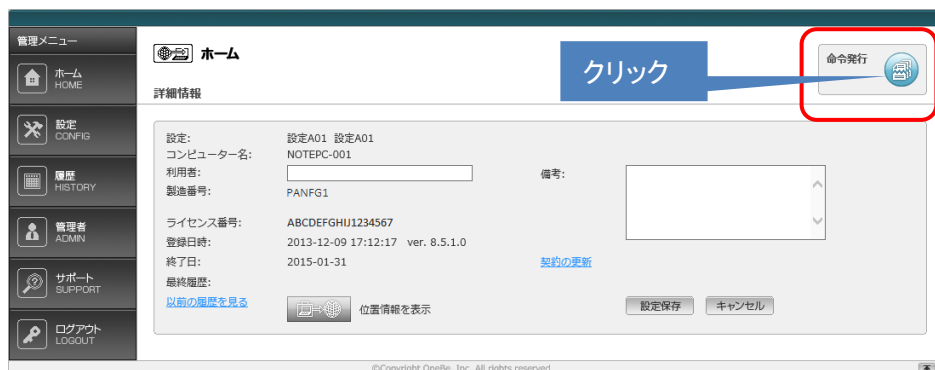 管理メニュー
ホーム
HOME
設定
CONFIG
履歴
HISTORY
管理者
ADMIN
サポート
SUPPORT
ログアウト
LOGOUT
ホーム
クリック
命令発行
詳細情報
設定: 設定A01 設定A01
コンピューター名: NOTEPC-001
利用者: 備考:
製造番号: PANFG1
ライセンス番号: ABCDEFGHIJ1234567
登録日時: 2013-12-09 17:12:17 ver. 8.5.1.0
終了日: 2015-01-31 契約の更新
最終履歴:
以前の履歴を見る 位置情報を表示 設定保存 キャンセル
©Copyright OneBe, Inc. All rights reserved